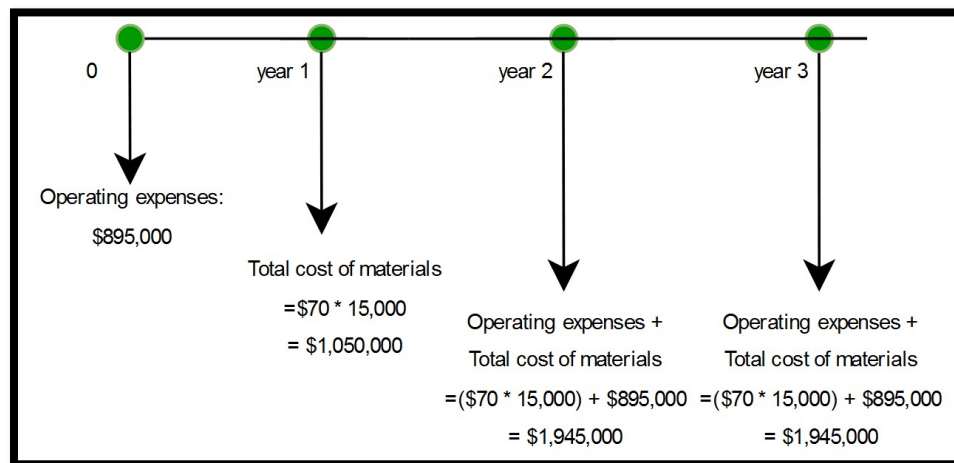 0
year 1
year 2
year 3
Operating expenses:
$895,000
Total cost of materials
=$70 * 15,000
= $1,050,000
Operating expenses +
Total cost of materials
=($70 * 15,000) + $895,000
= $1,945,000
Operating expenses +
Total cost of materials
=($70 * 15,000) + $895,000
= $1,945,000